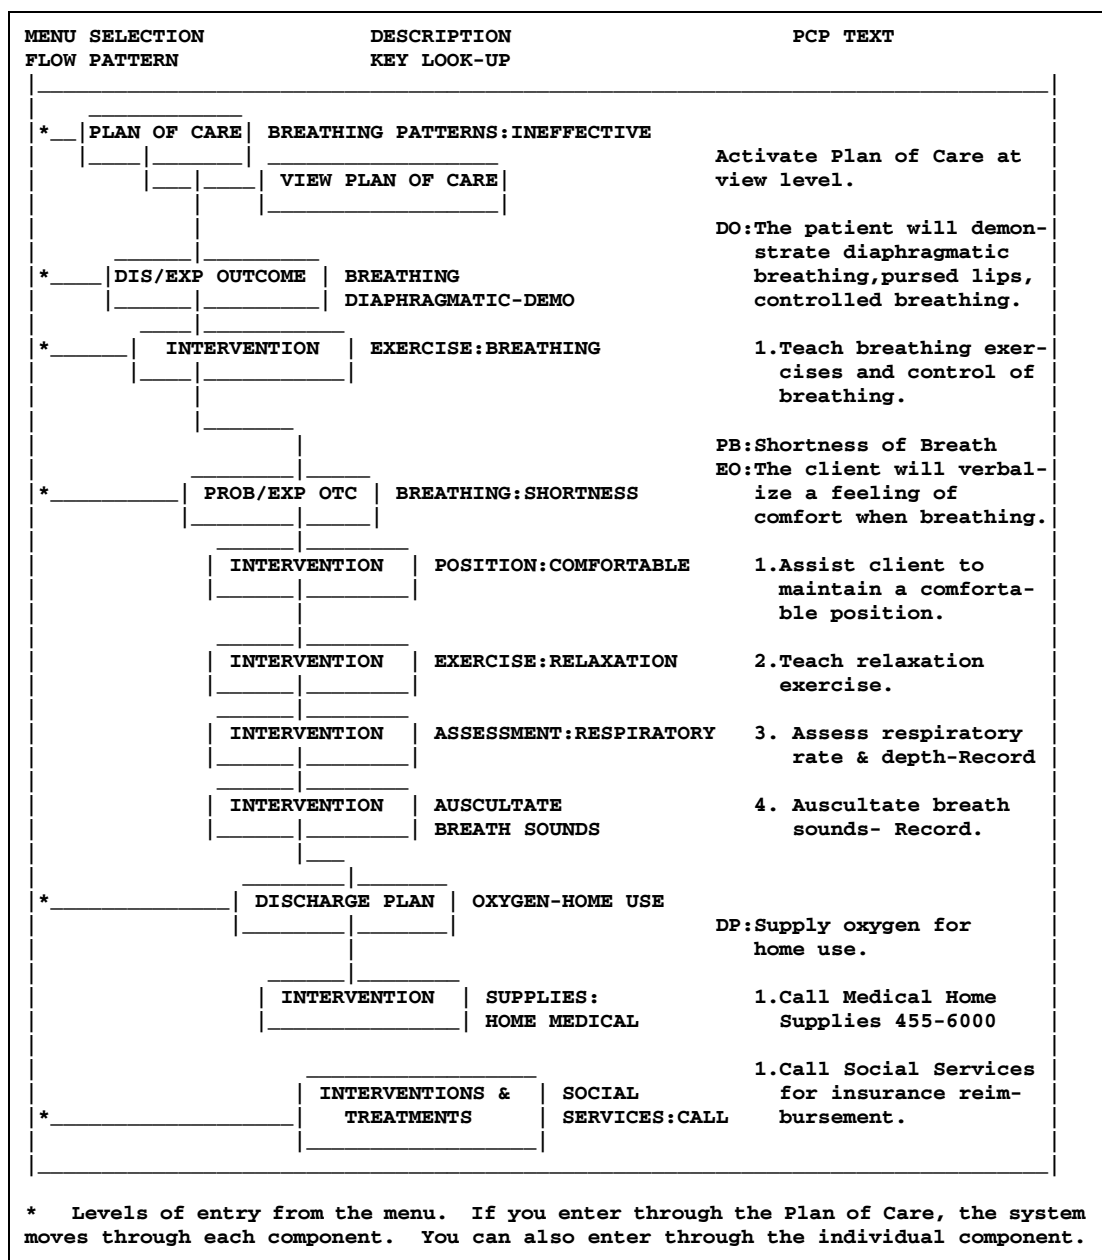 MENU SELECTION DESCRIPTION PCP TEXT
FLOW PATTERN KEY LOOK-UP
* PLAN OF CARE BREATHING PATTERNS:INEFFECTIVE
Activate Plan of Care at
VIEW PLAN OF CARE view level.
DO:The patient will demon-
strate diaphragmatic
* DIS/EXP OUTCOME BREATHING breathing,pursed lips,
DIAPHRAGMATIC-DEMO controlled breathing.
* INTERVENTION EXERCISE:BREATHING 1.Teach breathing exer-
cises and control of
breathing.
PB:Shortness of Breath
EO:The client will verbal-
* PROB/EXP OTC BREATHING:SHORTNESS ize a feeling of
comfort when breathing.
INTERVENTION POSITION:COMFORTABLE 1.Assist client to
maintain a comforta-
ble position.
INTERVENTION EXERCISE:RELAXATION 2.Teach relaxation
exercise.
INTERVENTION ASSESSMENT:RESPIRATORY 3. Assess respiratory
rate & depth-Record
INTERVENTION AUSCULTATE 4. Auscultate breath
BREATH SOUNDS sounds- Record.
* DISCHARGE PLAN OXYGEN-HOME USE
DP:Supply oxygen for
home use.
INTERVENTION SUPPLIES: 1.Call Medical Home
HOME MEDICAL Supplies 455-6000
1.Call Social Services
INTERVENTIONS & SOCIAL for insurance reim-
* TREATMENTS SERVICES:CALL bursement.
* Levels of entry from the menu. If you enter through the Plan of Care, the system
moves through each component. You can also enter through the individual component.